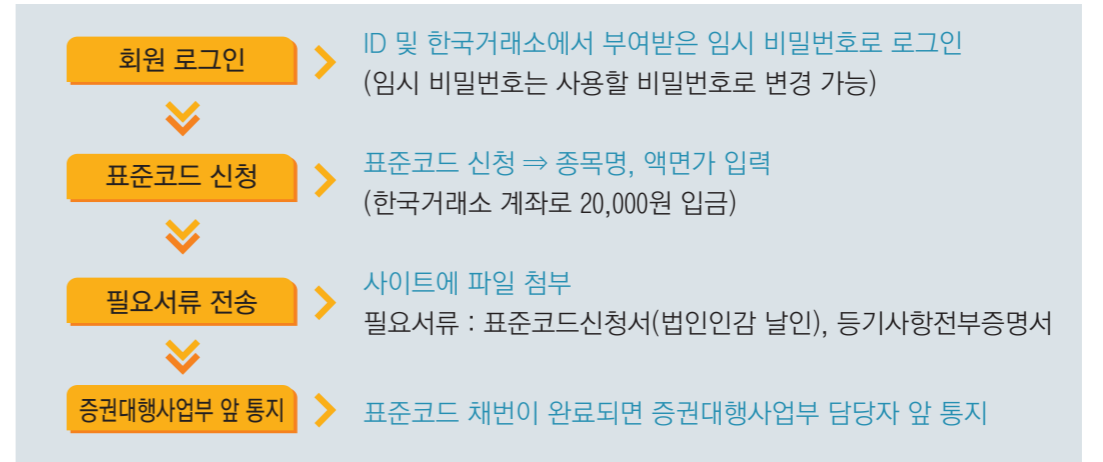 회원 로그인
ID 및 한국거래소에서 부여받은 임시 비밀번호로 로그인
(임시 비밀번호는 사용할 비밀번호로 변경 가능)
표준코드 신청
표준코드 신청 ⇒ 종목명, 액면가 입력
(한국거래소 계좌로 20,000원 입금)
필요서류 전송
사이트에 파일 첨부
필요서류 : 표준코드신청서(법인인감 날인), 등기사항전부증명서
증권대행사업부 앞 통지
표준코드 채번이 완료되면 증권대행사업부 담당자 앞 통지